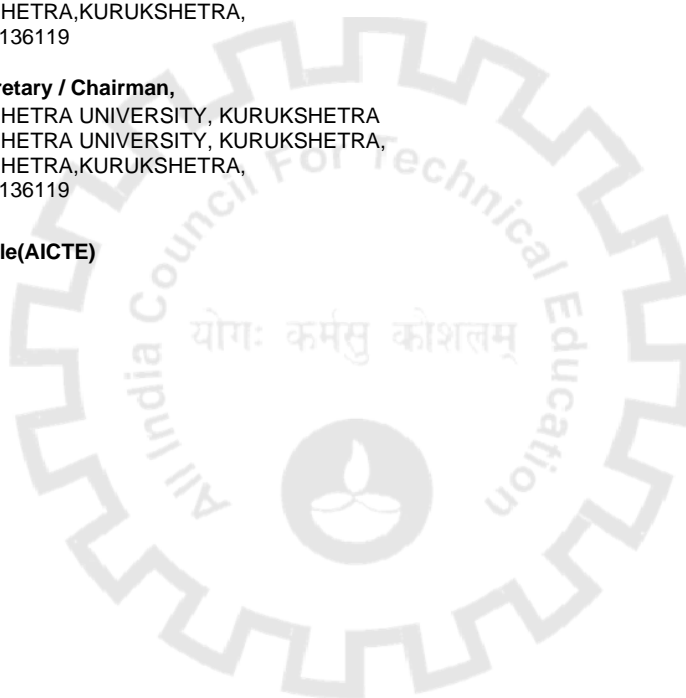 HETRA,KURUKSHETRA,
136119
retary / Chairman,
HETRA UNIVERSITY, KURUKSHETRA
HETRA UNIVERSITY, KURUKSHETRA,
HETRA,KURUKSHETRA,
136119
le(AICTE)
All India Council For Technical Education
योगः कर्मसु कौशलम्